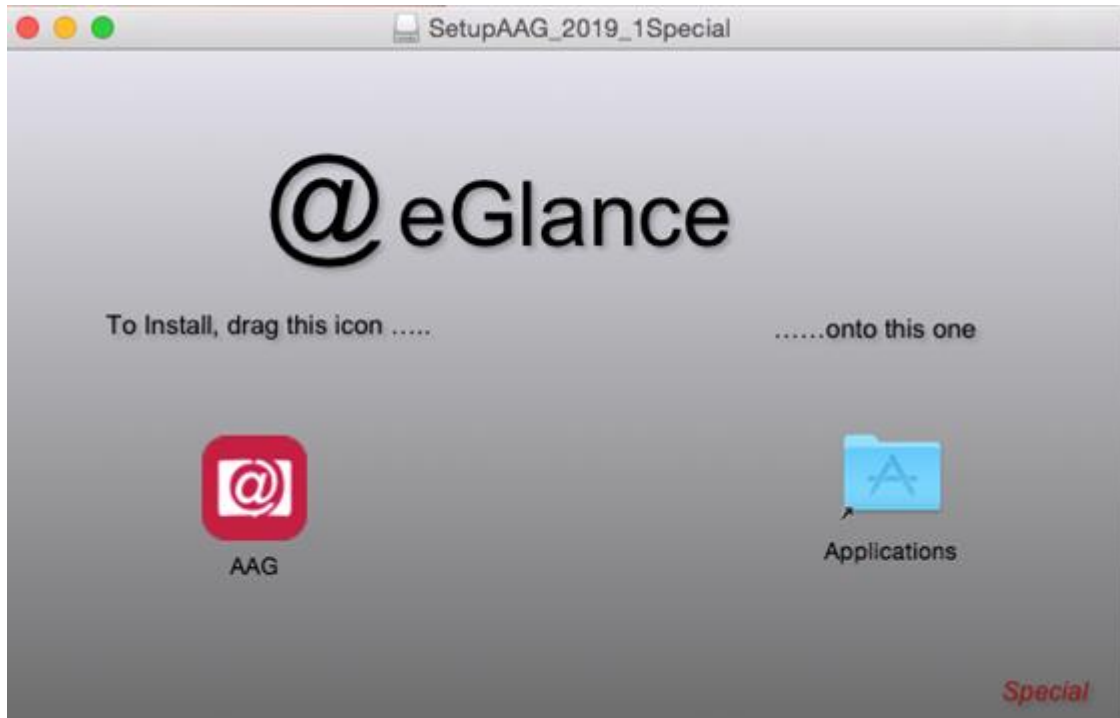 SetupAAG_2019_1Special
@ eGlance
To Install, drag this icon …..
……onto this one
@
AAG
Applications
Special